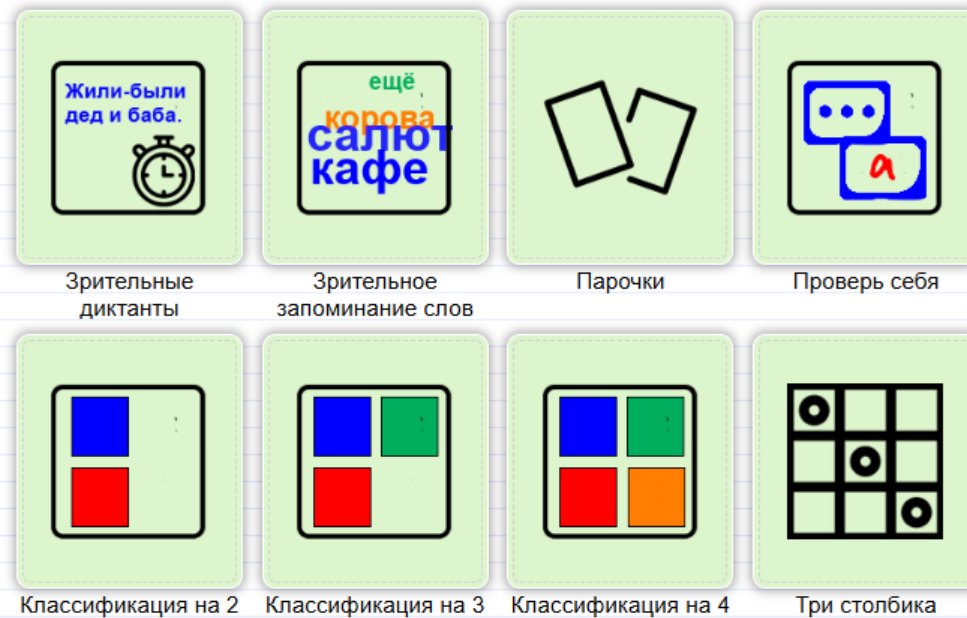 Жили-были
дед и баба.
ещё
корова
салют
кафе
а
Зрительные
диктанты
Зрительное
запоминание слов
Парочки
Проверь себя
Классификация на 2
Классификация на 3
Классификация на 4
Три столбика